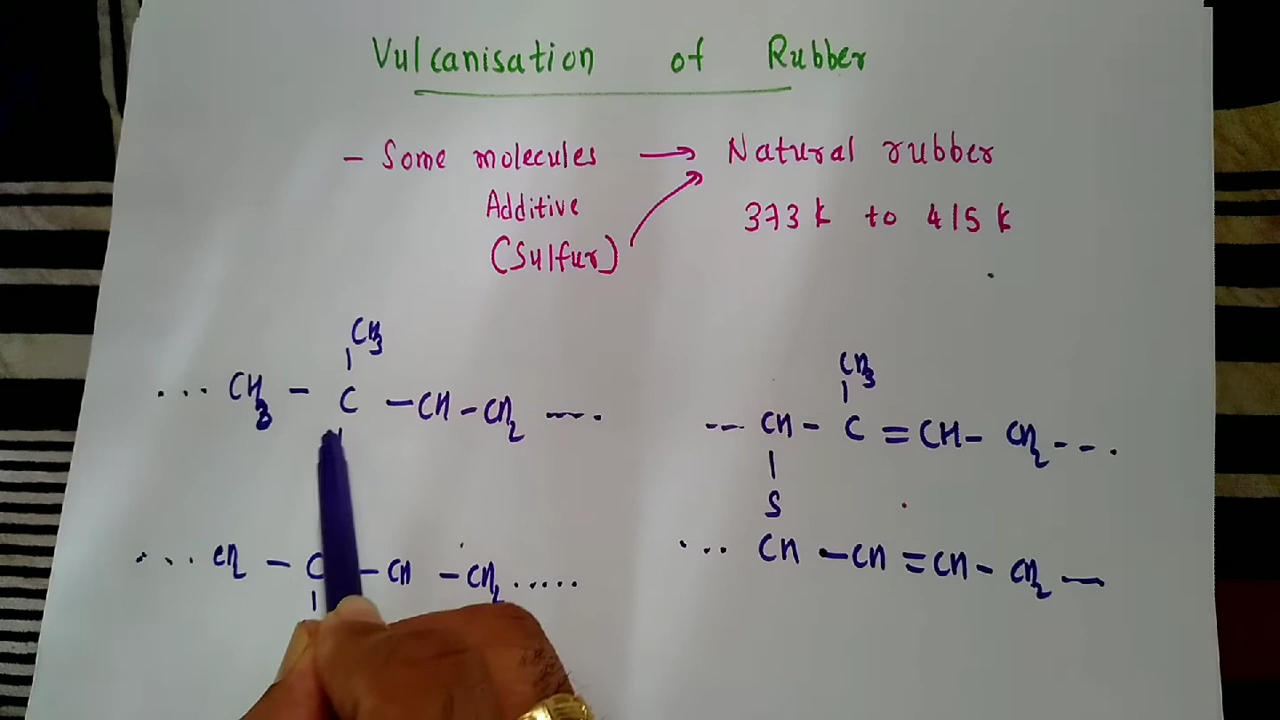 Vulcanisation of Rubber
- Some molecules → Natural rubber
Additive 373 k to 415 k
(Sulfur)
CH3
... CH3 - C - CH - CH2 ---.
CH3
-- CH - C = CH - CH2 ---.
S
... CH - C - CH - CH2 .....
... CH - CH = CH - CH2 —